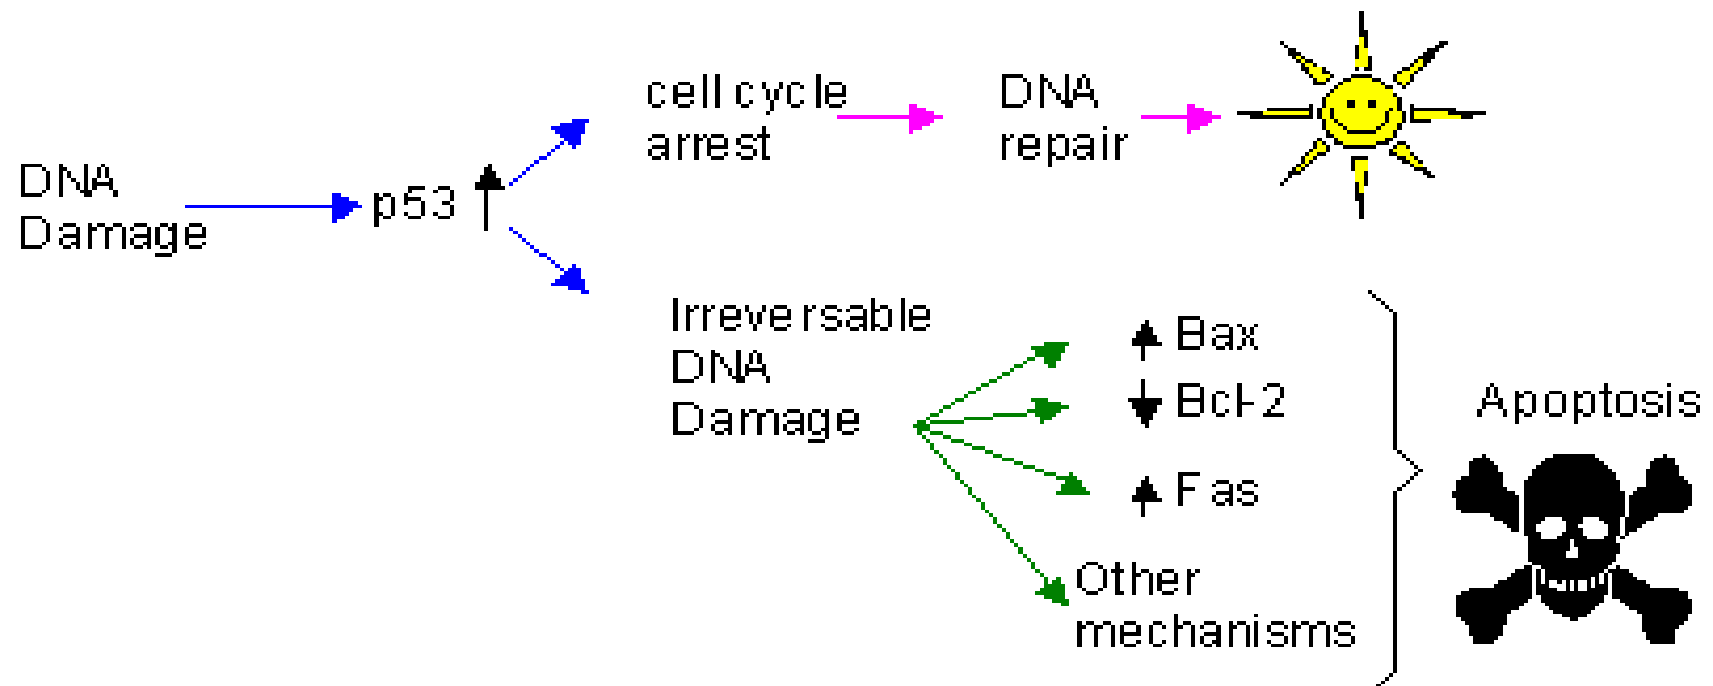 DNA
Damage
p53
cell cycle
arrest
DNA
repair
Irreversable
DNA
Damage
Bax
Bcl-2
Fas
Other
mechanisms
Apoptosis